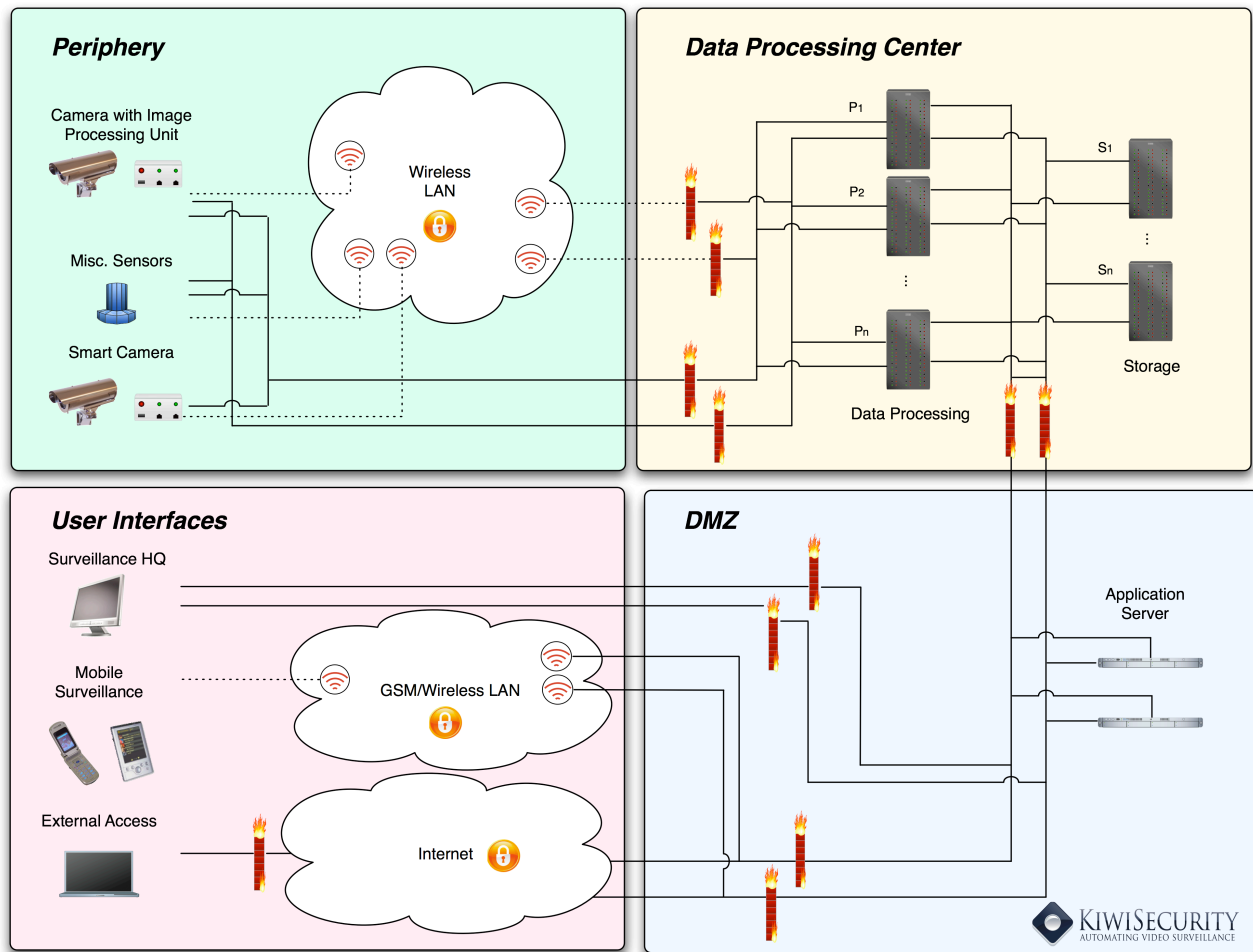 Periphery
Camera with Image
Processing Unit
Misc. Sensors
Smart Camera
Wireless
LAN
Data Processing Center
P1
P2
⋮
Pn
Data Processing
S1
⋮
Sn
Storage
User Interfaces
Surveillance HQ
Mobile
Surveillance
External Access
GSM/Wireless LAN
Internet
DMZ
Application
Server
KIWISECURITY
AUTOMATING VIDEO SURVEILLANCE